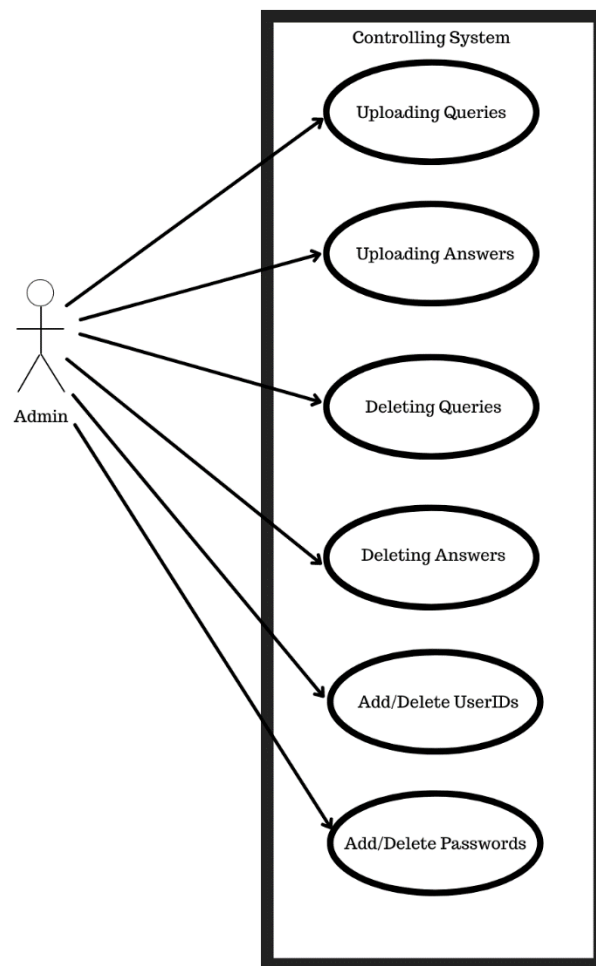 Controlling System
Uploading Queries
Uploading Answers
Deleting Queries
Admin
Deleting Answers
Add/Delete UserIDs
Add/Delete Passwords